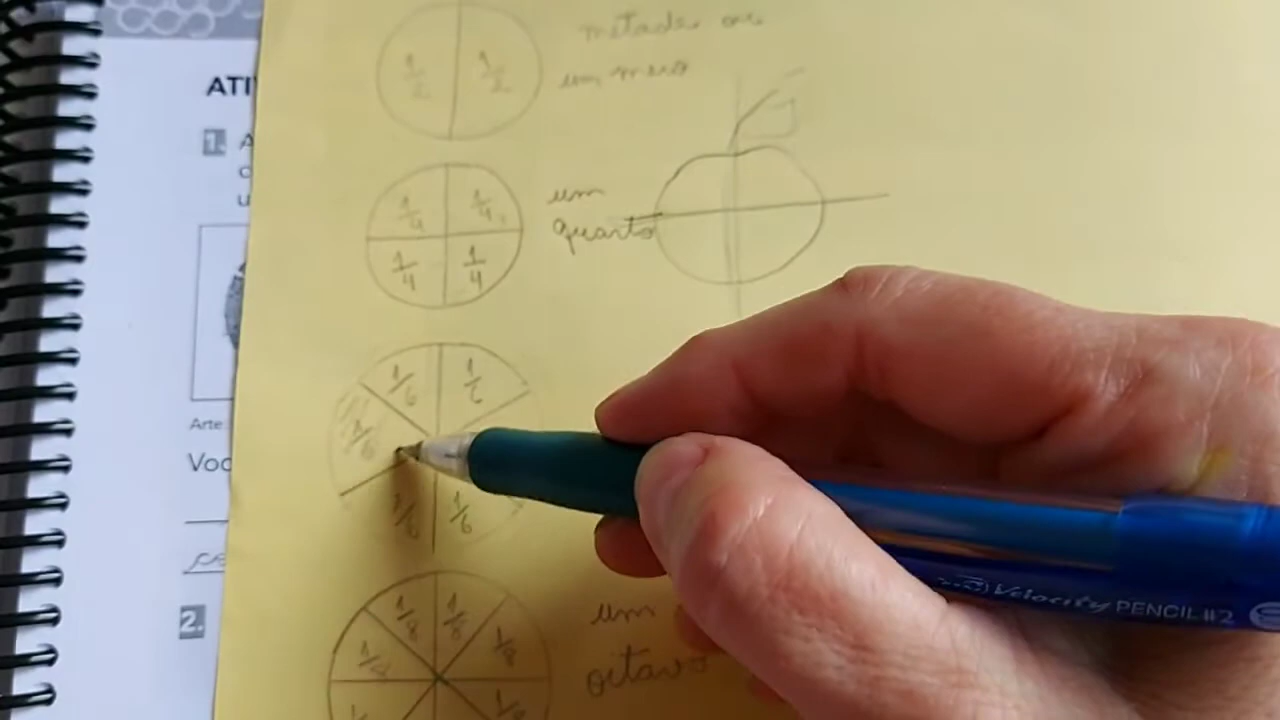 metade ou
1/2 1/2
um meio
ATI
1.
A
1/4 1/4
um
quarto
1/4 1/4
1/6 1/6
1/6
Arte:
Voc
1/6 1/6
Velocity PENCIL #2
2.
1/8 1/8
um
1/8
1/8
oitavo
1/8